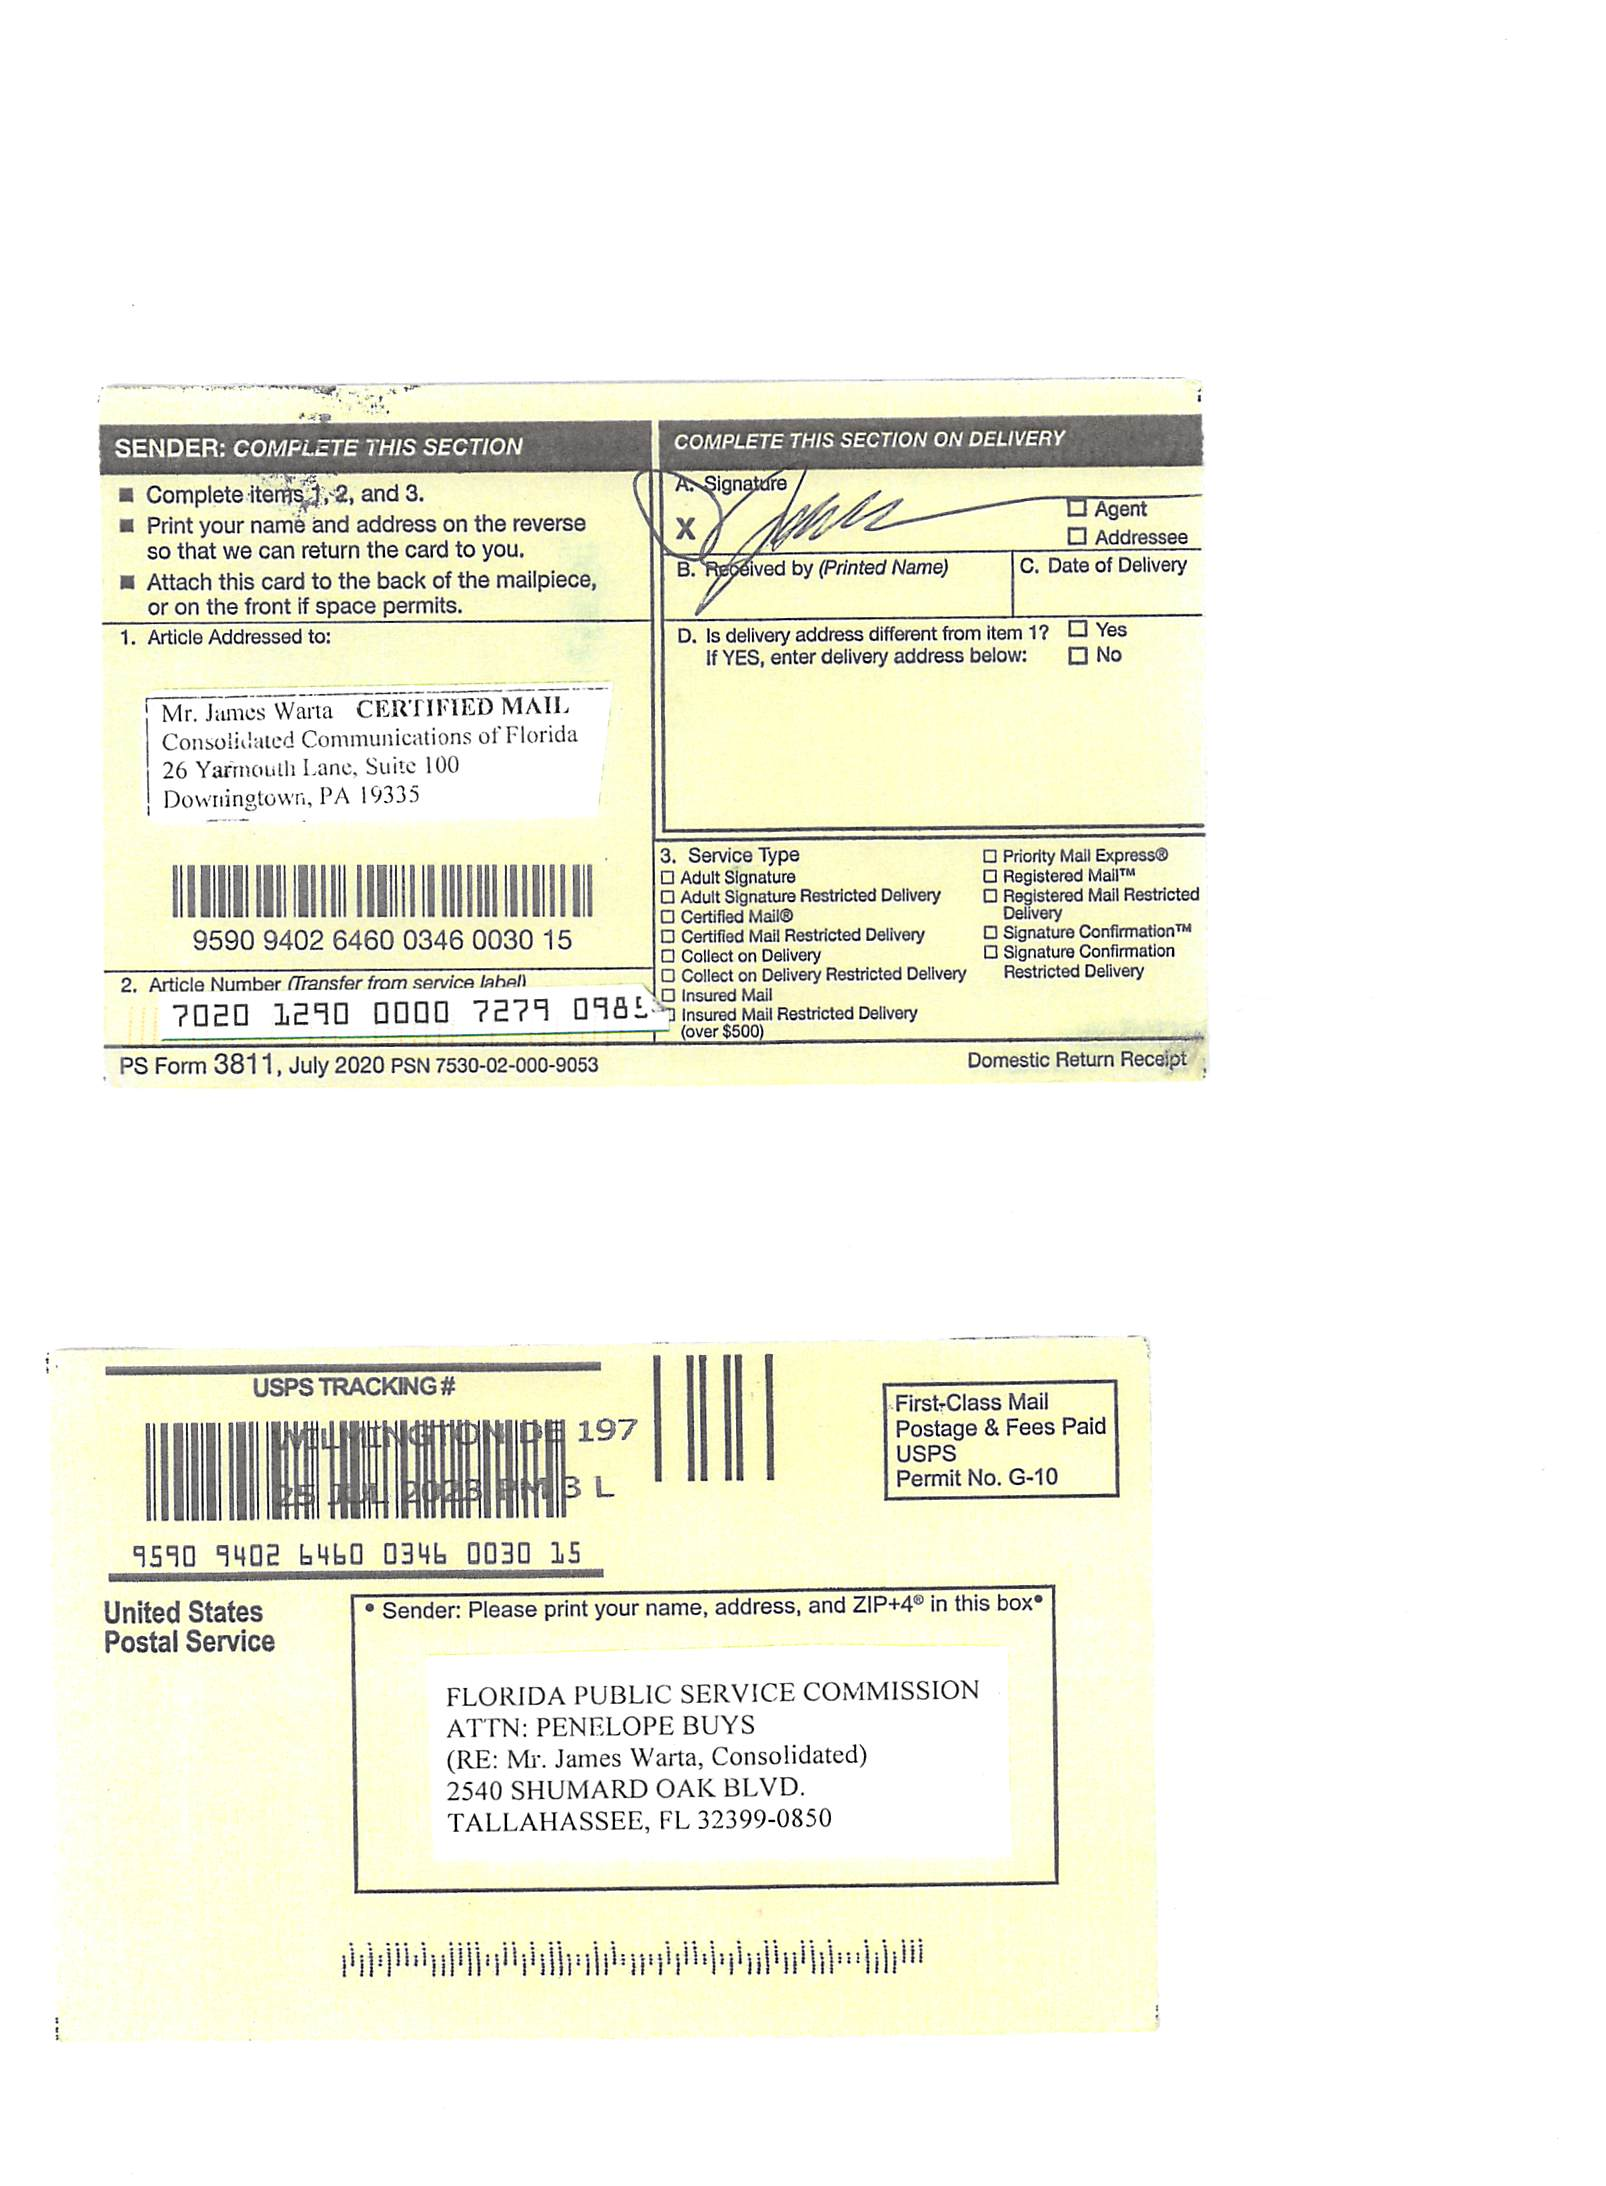 SENDER: COMPLETE THIS SECTION
■ Complete items 1, 2, and 3.
■ Print your name and address on the reverse
so that we can return the card to you.
■ Attach this card to the back of the mailpiece,
or on the front if space permits.
1. Article Addressed to:
Mr. James Warta CERTIFIED MAIL
Consolidated Communications of Florida
26 Yarmouth Lane, Suite 100
Downingtown, PA 19335
9590 9402 6460 0346 0030 15
2. Article Number (Transfer from service label)
7020 1290 0000 7279 0985
COMPLETE THIS SECTION ON DELIVERY
A. Signature
X
☐ Agent
☐ Addressee
B. Received by (Printed Name)
C. Date of Delivery
D. Is delivery address different from item 1? ☐ Yes
If YES, enter delivery address below: ☐ No
3. Service Type
☐ Adult Signature
☐ Adult Signature Restricted Delivery
☐ Certified Mail®
☐ Certified Mail Restricted Delivery
☐ Collect on Delivery
☐ Collect on Delivery Restricted Delivery
☐ Insured Mail
☐ Insured Mail Restricted Delivery
(over $500)
☐ Priority Mail Express®
☐ Registered Mail™
☐ Registered Mail Restricted
Delivery
☐ Signature Confirmation™
☐ Signature Confirmation
Restricted Delivery
PS Form 3811, July 2020 PSN 7530-02-000-9053
Domestic Return Receipt
USPS TRACKING #
WILMINGTON DE 197
25 JUL 2023 PM 3 L
9590 9402 6460 0346 0030 15
First-Class Mail
Postage & Fees Paid
USPS
Permit No. G-10
United States
Postal Service
• Sender: Please print your name, address, and ZIP+4® in this box•
FLORIDA PUBLIC SERVICE COMMISSION
ATTN: PENELOPE BUYS
(RE: Mr. James Warta, Consolidated)
2540 SHUMARD OAK BLVD.
TALLAHASSEE, FL 32399-0850